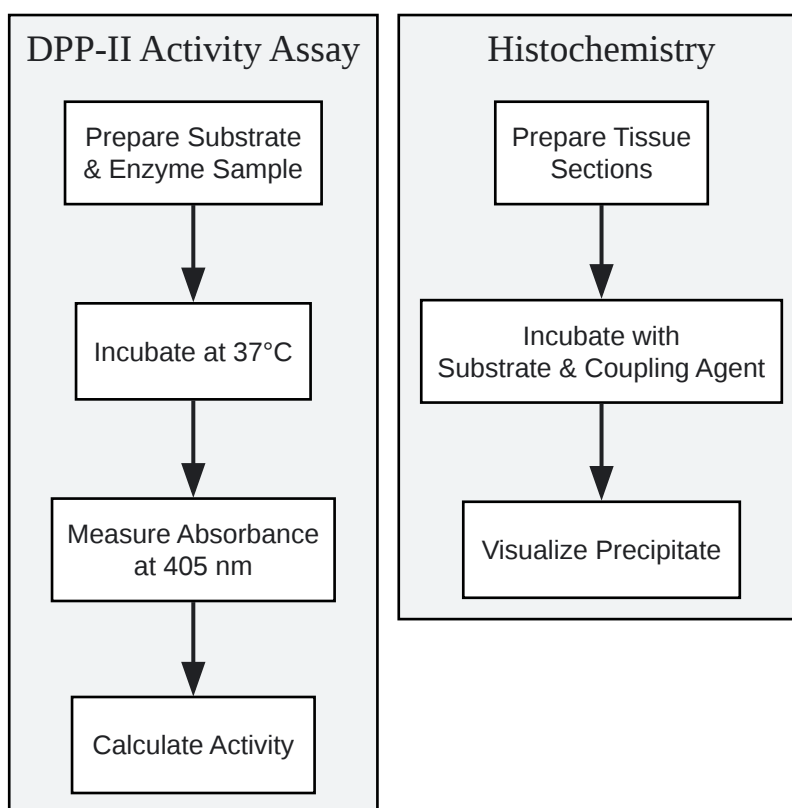 DPP-II Activity Assay
Prepare Substrate
& Enzyme Sample
Incubate at 37°C
Measure Absorbance
at 405 nm
Calculate Activity
Histochemistry
Prepare Tissue
Sections
Incubate with
Substrate & Coupling Agent
Visualize Precipitate